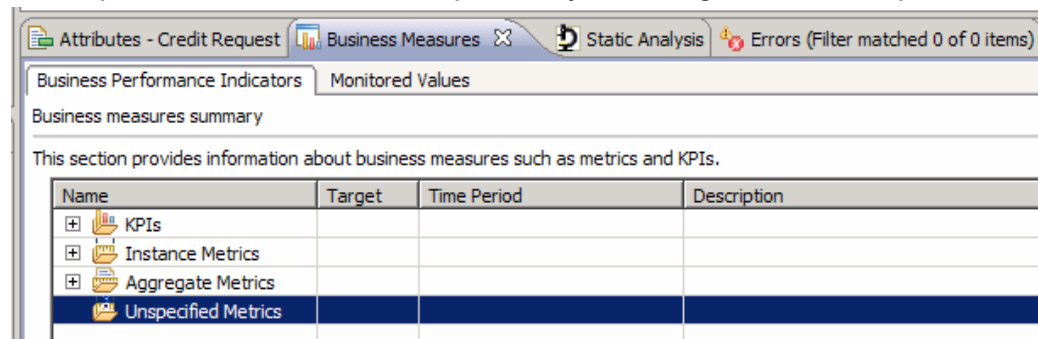 Attributes - Credit Request Business Measures Static Analysis Errors (Filter matched 0 of 0 items)
Business Performance Indicators Monitored Values
Business measures summary
This section provides information about business measures such as metrics and KPIs.
Name Target Time Period Description
KPIs
Instance Metrics
Aggregate Metrics
Unspecified Metrics